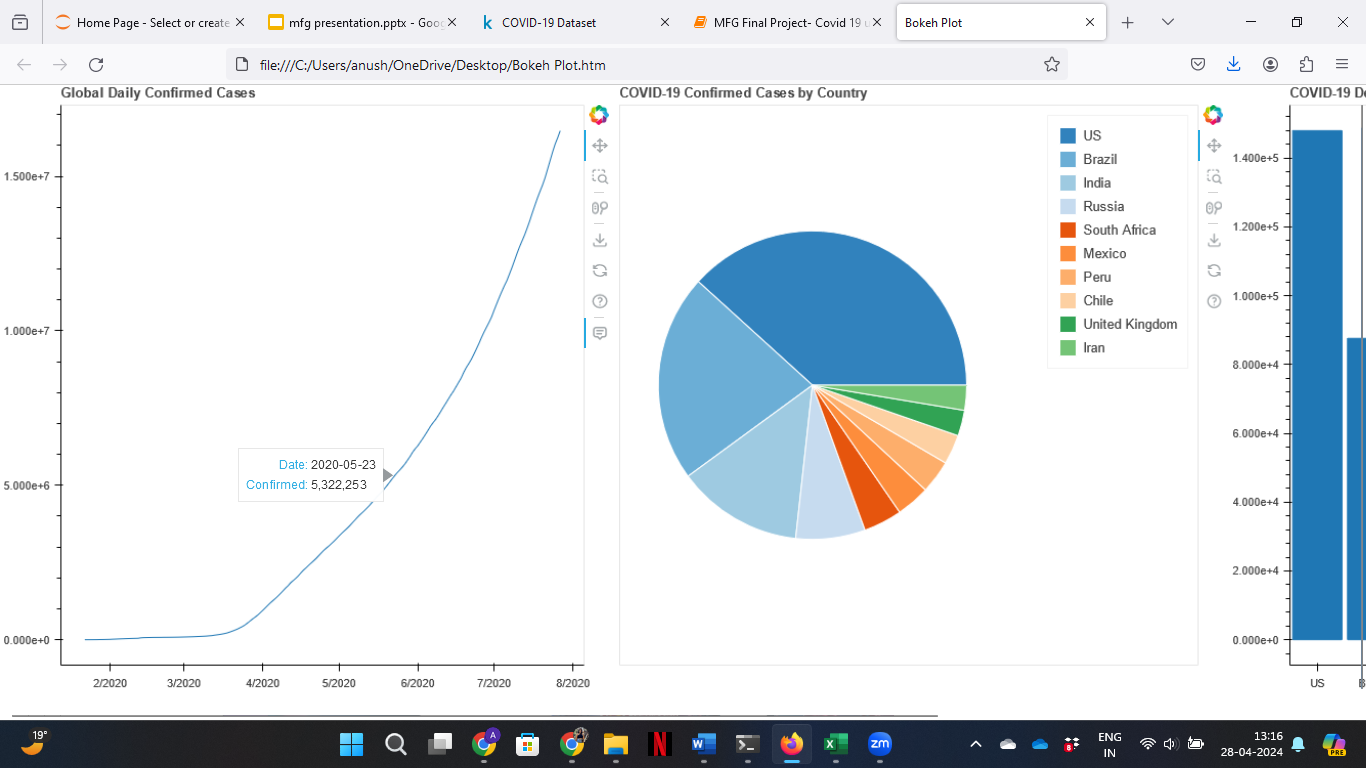 Home Page - Select or create
mfg presentation.pptx - Goog
COVID-19 Dataset
MFG Final Project- Covid 19 u
Bokeh Plot
file:///C:/Users/anush/OneDrive/Desktop/Bokeh Plot.htm
Global Daily Confirmed Cases
1.500e+7
1.000e+7
5.000e+6
0.000e+0
Date: 2020-05-23
Confirmed: 5,322,253
2/2020 3/2020 4/2020 5/2020 6/2020 7/2020 8/2020
COVID-19 Confirmed Cases by Country
US
Brazil
India
Russia
South Africa
Mexico
Peru
Chile
United Kingdom
Iran
COVID-19 De
1.400e+5
1.200e+5
1.000e+5
8.000e+4
6.000e+4
4.000e+4
2.000e+4
0.000e+0
US
19°
A
N
W
X
zm
8
ENG
IN
13:16
28-04-2024
PRE